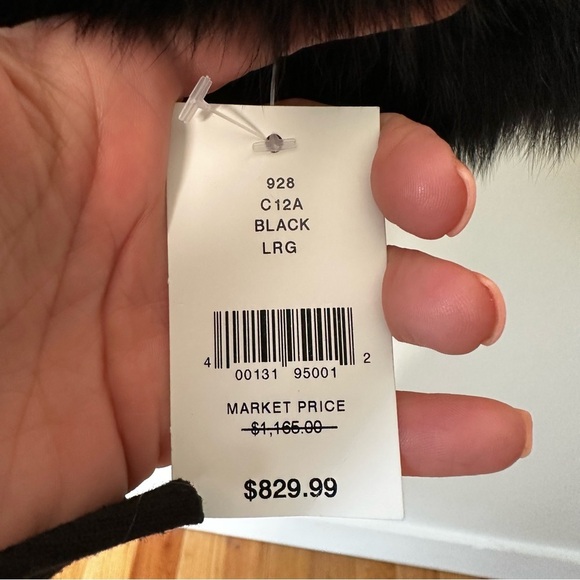 928
C12A
BLACK
LRG
4 00131 95001 2
MARKET PRICE
$1,165.00
$829.99